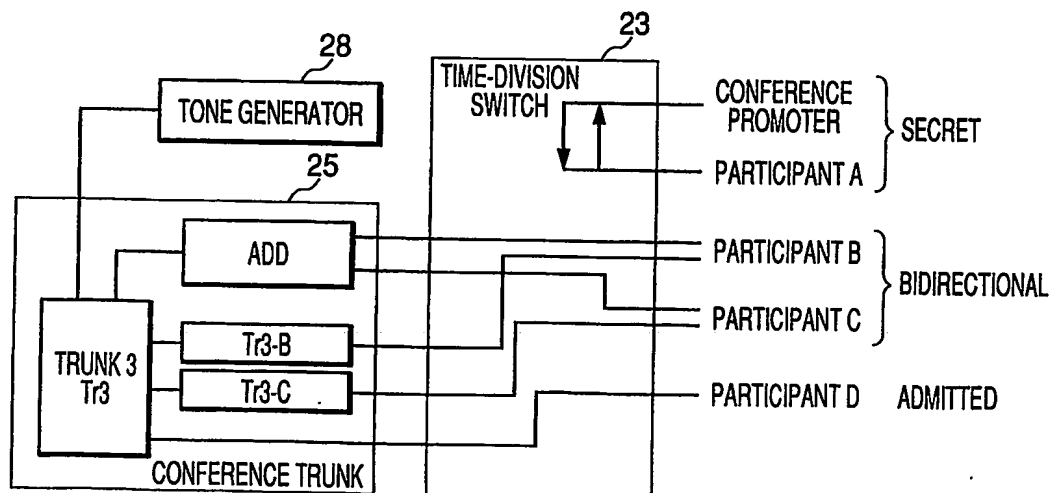 28
23
TONE GENERATOR
TIME-DIVISION
SWITCH
CONFERENCE
PROMOTER
SECRET
PARTICIPANT A
25
ADD
PARTICIPANT B
BIDIRECTIONAL
PARTICIPANT C
TRUNK 3
Tr3
Tr3-B
Tr3-C
PARTICIPANT D ADMITTED
CONFERENCE TRUNK